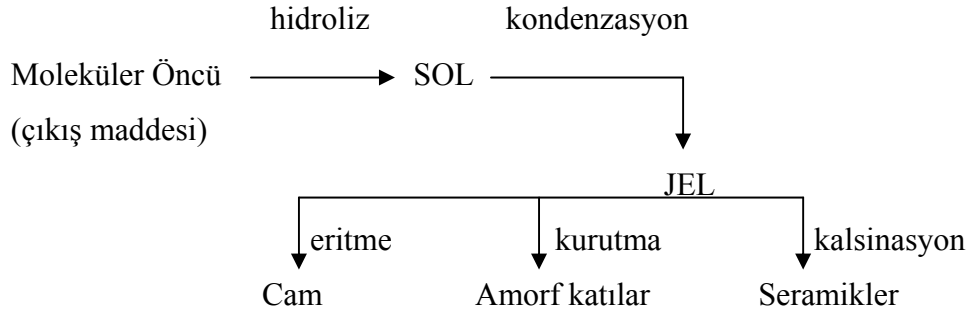 hidroliz kondenzasyon
Moleküler Öncü SOL
(çıkış maddesi)
JEL
eritme kurutma kalsinasyon
Cam Amorf katılar Seramikler